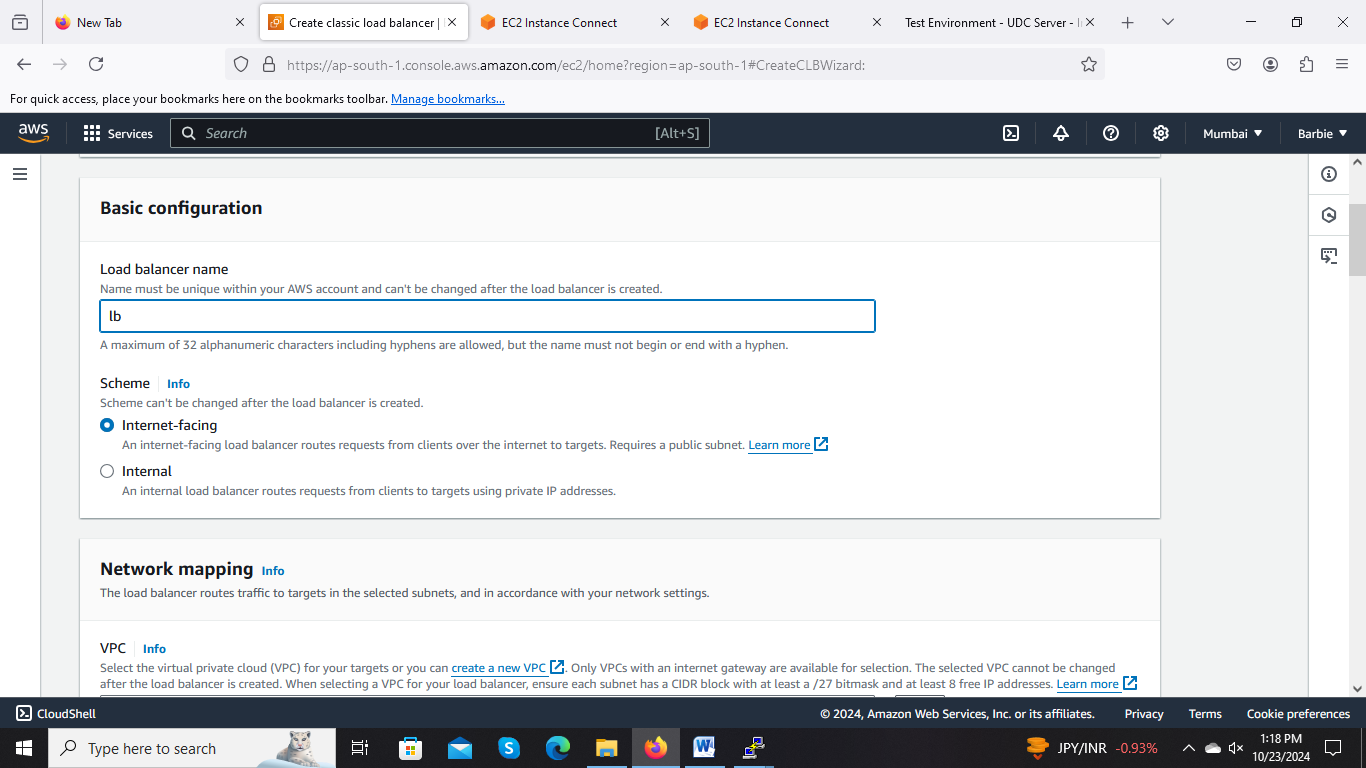 New Tab
Create classic load balancer |
EC2 Instance Connect
EC2 Instance Connect
Test Environment - UDC Server -
https://ap-south-1.console.aws.amazon.com/ec2/home?region=ap-south-1#CreateCLBWizard:
For quick access, place your bookmarks here on the bookmarks toolbar. Manage bookmarks...
aws
Services
Search
[Alt+S]
Mumbai
Barbie
Basic configuration
Load balancer name
Name must be unique within your AWS account and can't be changed after the load balancer is created.
lb
A maximum of 32 alphanumeric characters including hyphens are allowed, but the name must not begin or end with a hyphen.
Scheme Info
Scheme can't be changed after the load balancer is created.
Internet-facing
An internet-facing load balancer routes requests from clients over the internet to targets. Requires a public subnet. Learn more
Internal
An internal load balancer routes requests from clients to targets using private IP addresses.
Network mapping Info
The load balancer routes traffic to targets in the selected subnets, and in accordance with your network settings.
VPC Info
Select the virtual private cloud (VPC) for your targets or you can create a new VPC . Only VPCs with an internet gateway are available for selection. The selected VPC cannot be changed
after the load balancer is created. When selecting a VPC for your load balancer, ensure each subnet has a CIDR block with at least a /27 bitmask and at least 8 free IP addresses. Learn more
CloudShell
© 2024, Amazon Web Services, Inc. or its affiliates.
Privacy
Terms
Cookie preferences
Type here to search
JPY/INR -0.93%
1:18 PM
10/23/2024